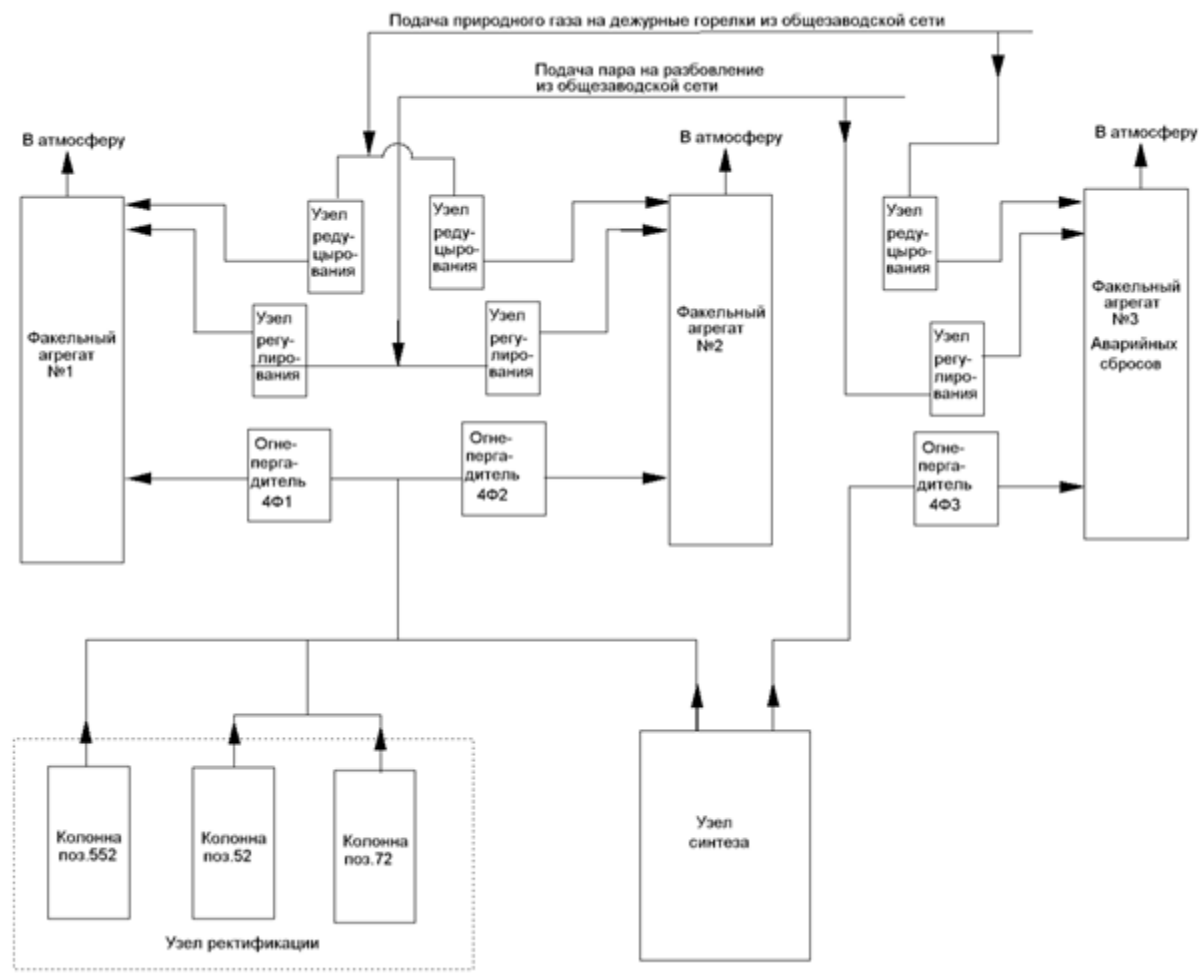 Подача природного газа на дежурные горелки из общезаводской сети
Подача пара на разбовление
из общезаводской сети
В атмосферу
В атмосферу
В атмосферу
Узел
реду-
цырo-
вания
Узел
реду-
цыро-
вания
Узел
реду-
цыро-
вания
Узел
регу-
лиро-
вания
Узел
регу-
лиро-
вания
Узел
регу-
лиро-
вания
Факельный
агрегат
№1
Факельный
агрегат
№2
Факельный
агрегат
№3
Аварийных
сбросов
Огне-
перга-
дитель
4Ф1
Огне-
перга-
дитель
4Ф2
Огне-
перга-
дитель
4Ф3
Колонна
поз.552
Колонна
поз.52
Колонна
поз.72
Узел
синтеза
Узел ректификации